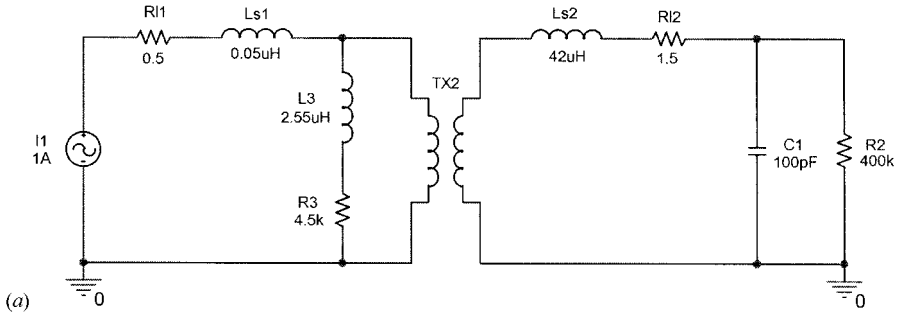 Rl1
0.5
Ls1
0.05uH
Ls2
42uH
Rl2
1.5
TX2
L3
2.55uH
I1
1A
R3
4.5k
C1
100pF
R2
400k
(a)
0
0